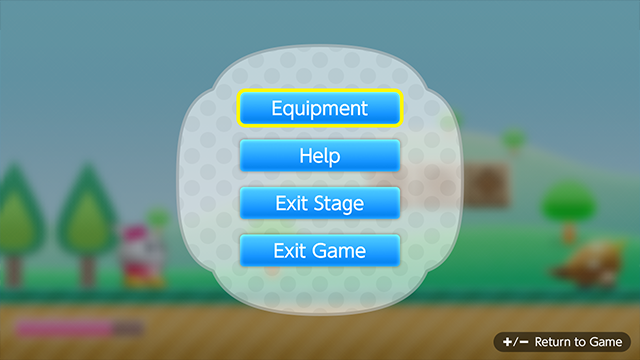 Equipment
Help
Exit Stage
Exit Game
+/− Return to Game